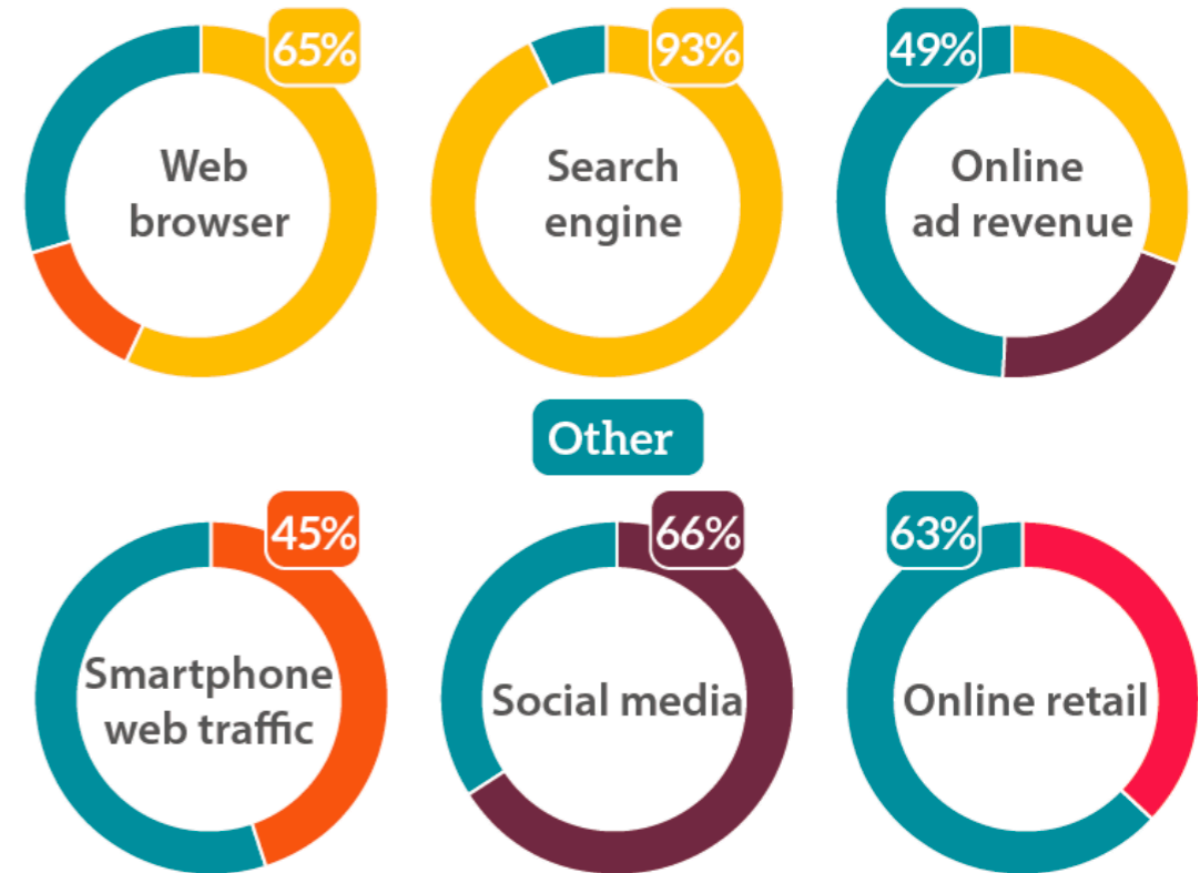 65%
Web
browser
93%
Search
engine
49%
Online
ad revenue
Other
45%
Smartphone
web traffic
66%
Social media
63%
Online retail